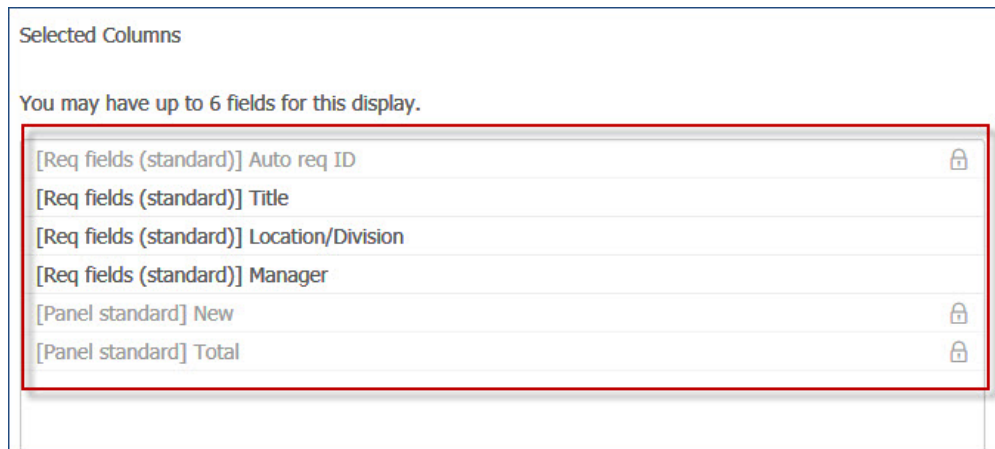 Selected Columns
You may have up to 6 fields for this display.
[Req fields (standard)] Auto req ID
[Req fields (standard)] Title
[Req fields (standard)] Location/Division
[Req fields (standard)] Manager
[Panel standard] New
[Panel standard] Total